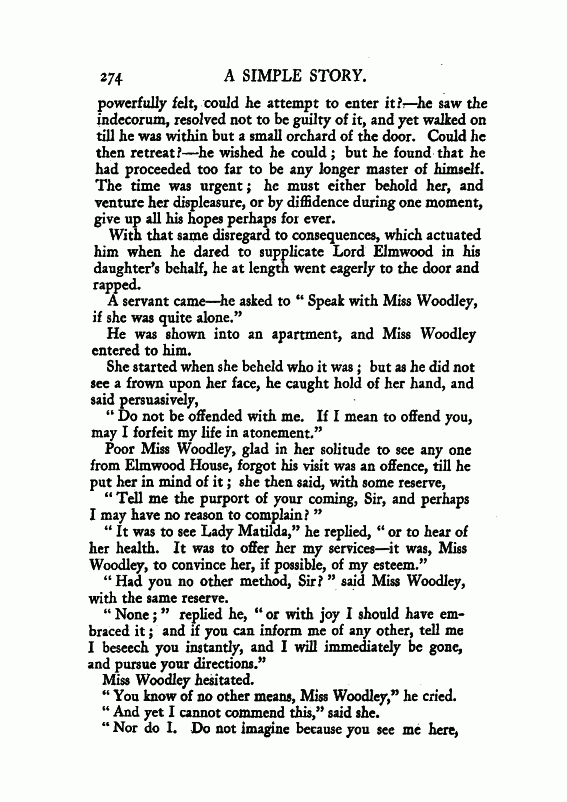 274 A SIMPLE STORY.
powerfully felt, could he attempt to enter it?—he saw the
indecorum, resolved not to be guilty of it, and yet walked on
till he was within but a small orchard of the door. Could he
then retreat?—he wished he could ; but he found that he
had proceeded too far to be any longer master of himself.
The time was urgent ; he must either behold her, and
venture her displeasure, or by diffidence during one moment,
give up all his hopes perhaps for ever.
With that same disregard to consequences, which actuated
him when he dared to supplicate Lord Elmwood in his
daughter's behalf, he at length went eagerly to the door and
rapped.
A servant came—he asked to " Speak with Miss Woodley,
if she was quite alone."
He was shown into an apartment, and Miss Woodley
entered to him.
She started when she beheld who it was ; but as he did not
see a frown upon her face, he caught hold of her hand, and
said persuasively,
" Do not be offended with me. If I mean to offend you,
may I forfeit my life in atonement."
Poor Miss Woodley, glad in her solitude to see any one
from Elmwood House, forgot his visit was an offence, till he
put her in mind of it ; she then said, with some reserve,
" Tell me the purport of your coming, Sir, and perhaps
I may have no reason to complain? "
" It was to see Lady Matilda," he replied, " or to hear of
her health. It was to offer her my services—it was, Miss
Woodley, to convince her, if possible, of my esteem."
" Had you no other method, Sir? " said Miss Woodley,
with the same reserve.
" None ; " replied he, " or with joy I should have em-
braced it ; and if you can inform me of any other, tell me
I beseech you instantly, and I will immediately be gone,
and pursue your directions."
Miss Woodley hesitated.
" You know of no other means, Miss Woodley," he cried.
" And yet I cannot commend this," said she.
" Nor do I. Do not imagine because you see me here,